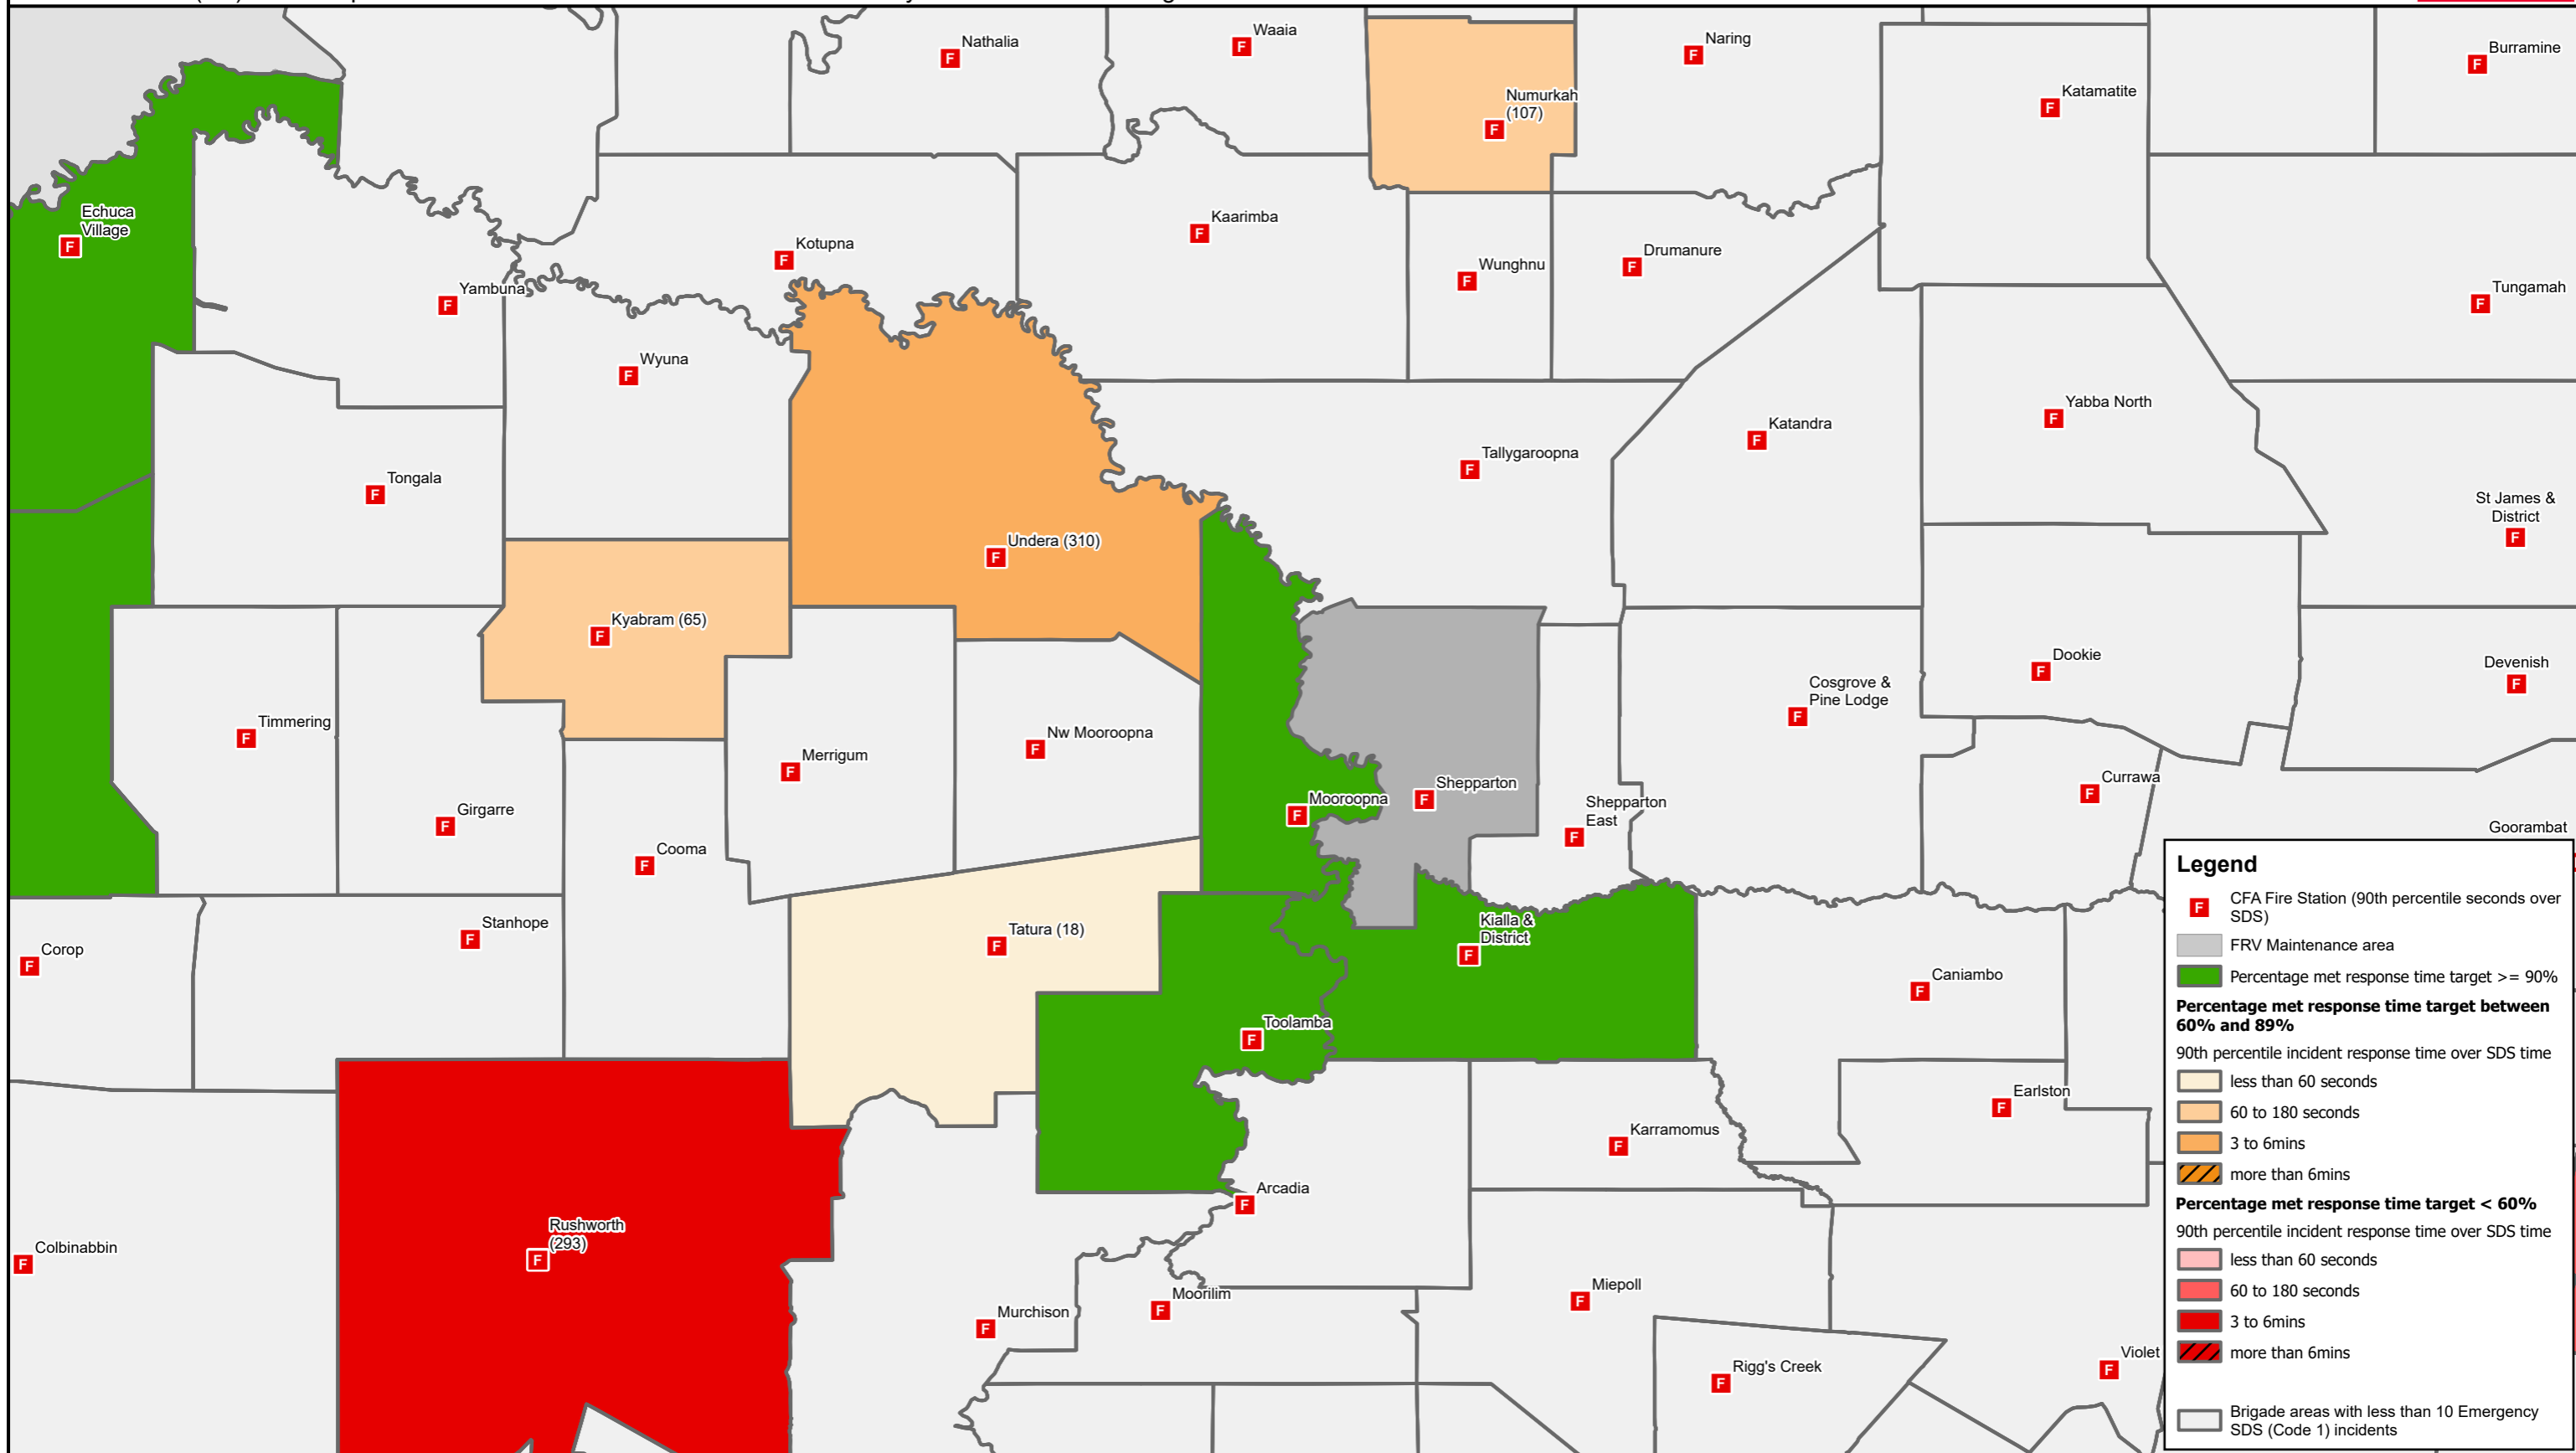 Nathalia
Waaia
Naring
Burramine
Katamatite
Numurkah
(107)
Echuca
Village
Kaarimba
Kotupna
Drumanure
Wunghnu
Yambuna
Tungamah
Wyuna
Yabba North
Katandra
Tallygaroopna
Tongala
St James &
District
Undera (310)
Kyabram (65)
Dookie
Devenish
Cosgrove &
Pine Lodge
Timmering
Nw Mooroopna
Merrigum
Currawa
Shepparton
Mooroopna
Shepparton
East
Girgarre
Goorambat
Cooma
Stanhope
Kialla &
District
Tatura (18)
Corop
Caniambo
Toolamba
Earlston
Karramomus
Arcadia
Rushworth
(293)
Colbinabbin
Miepoll
Moorilim
Murchison
Violet
Rigg's Creek
Legend
F CFA Fire Station (90th percentile seconds over
SDS)
FRV Maintenance area
Percentage met response time target >= 90%
Percentage met response time target between
60% and 89%
90th percentile incident response time over SDS time
less than 60 seconds
60 to 180 seconds
3 to 6mins
more than 6mins
Percentage met response time target < 60%
90th percentile incident response time over SDS time
less than 60 seconds
60 to 180 seconds
3 to 6mins
more than 6mins
Brigade areas with less than 10 Emergency
SDS (Code 1) incidents